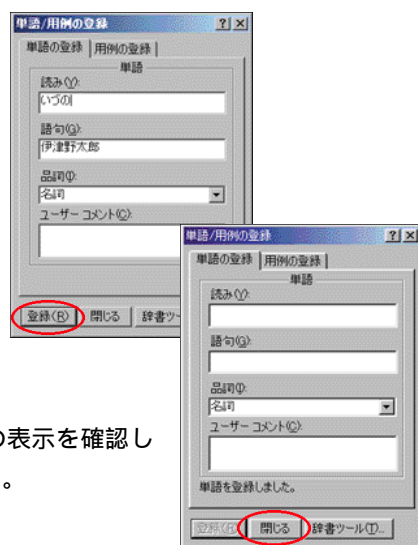 単語/用例の登録
単語の登録 用例の登録
単語
読み(Y):
いづの
語句(G):
伊津野太郎
品詞(I):
名詞
ユーザー コメント(C):
登録(R) 閉じる 辞書ツー
単語/用例の登録
単語の登録 用例の登録
単語
読み(Y):
語句(G):
品詞(I):
名詞
ユーザー コメント(C):
単語を登録しました。
登録(R) 閉じる 辞書ツール(T)...
の表示を確認し
。